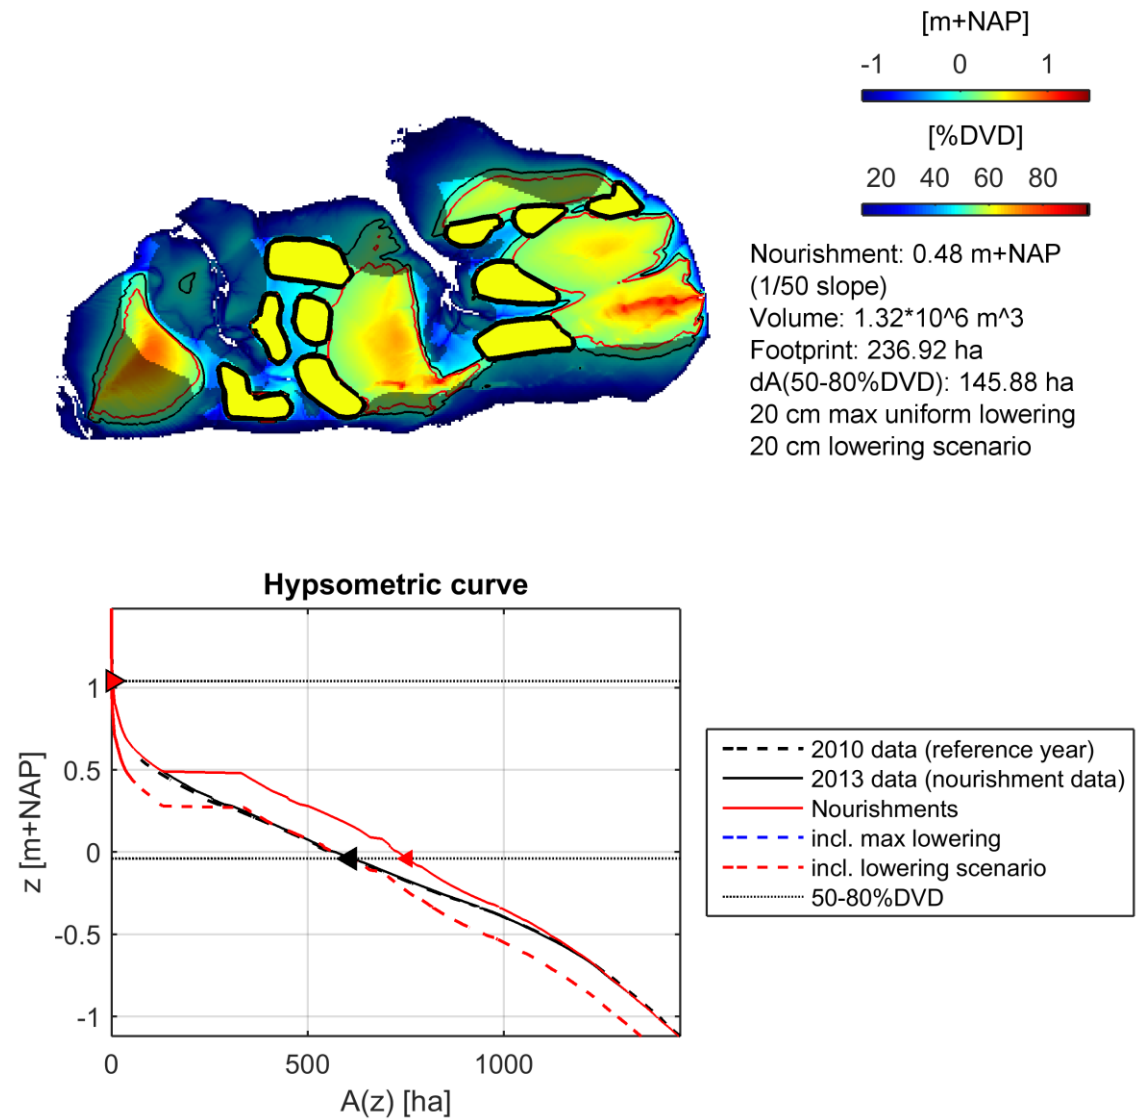 [m+NAP]
-1 0 1
[%DVD]
20 40 60 80
Nourishment: 0.48 m+NAP
(1/50 slope)
Volume: 1.32*10^6 m^3
Footprint: 236.92 ha
dA(50-80%DVD): 145.88 ha
20 cm max uniform lowering
20 cm lowering scenario
Hypsometric curve
z [m+NAP]
1
0.5
0
-0.5
-1
0 500 1000
A(z) [ha]
2010 data (reference year)
2013 data (nourishment data)
Nourishments
incl. max lowering
incl. lowering scenario
50-80%DVD